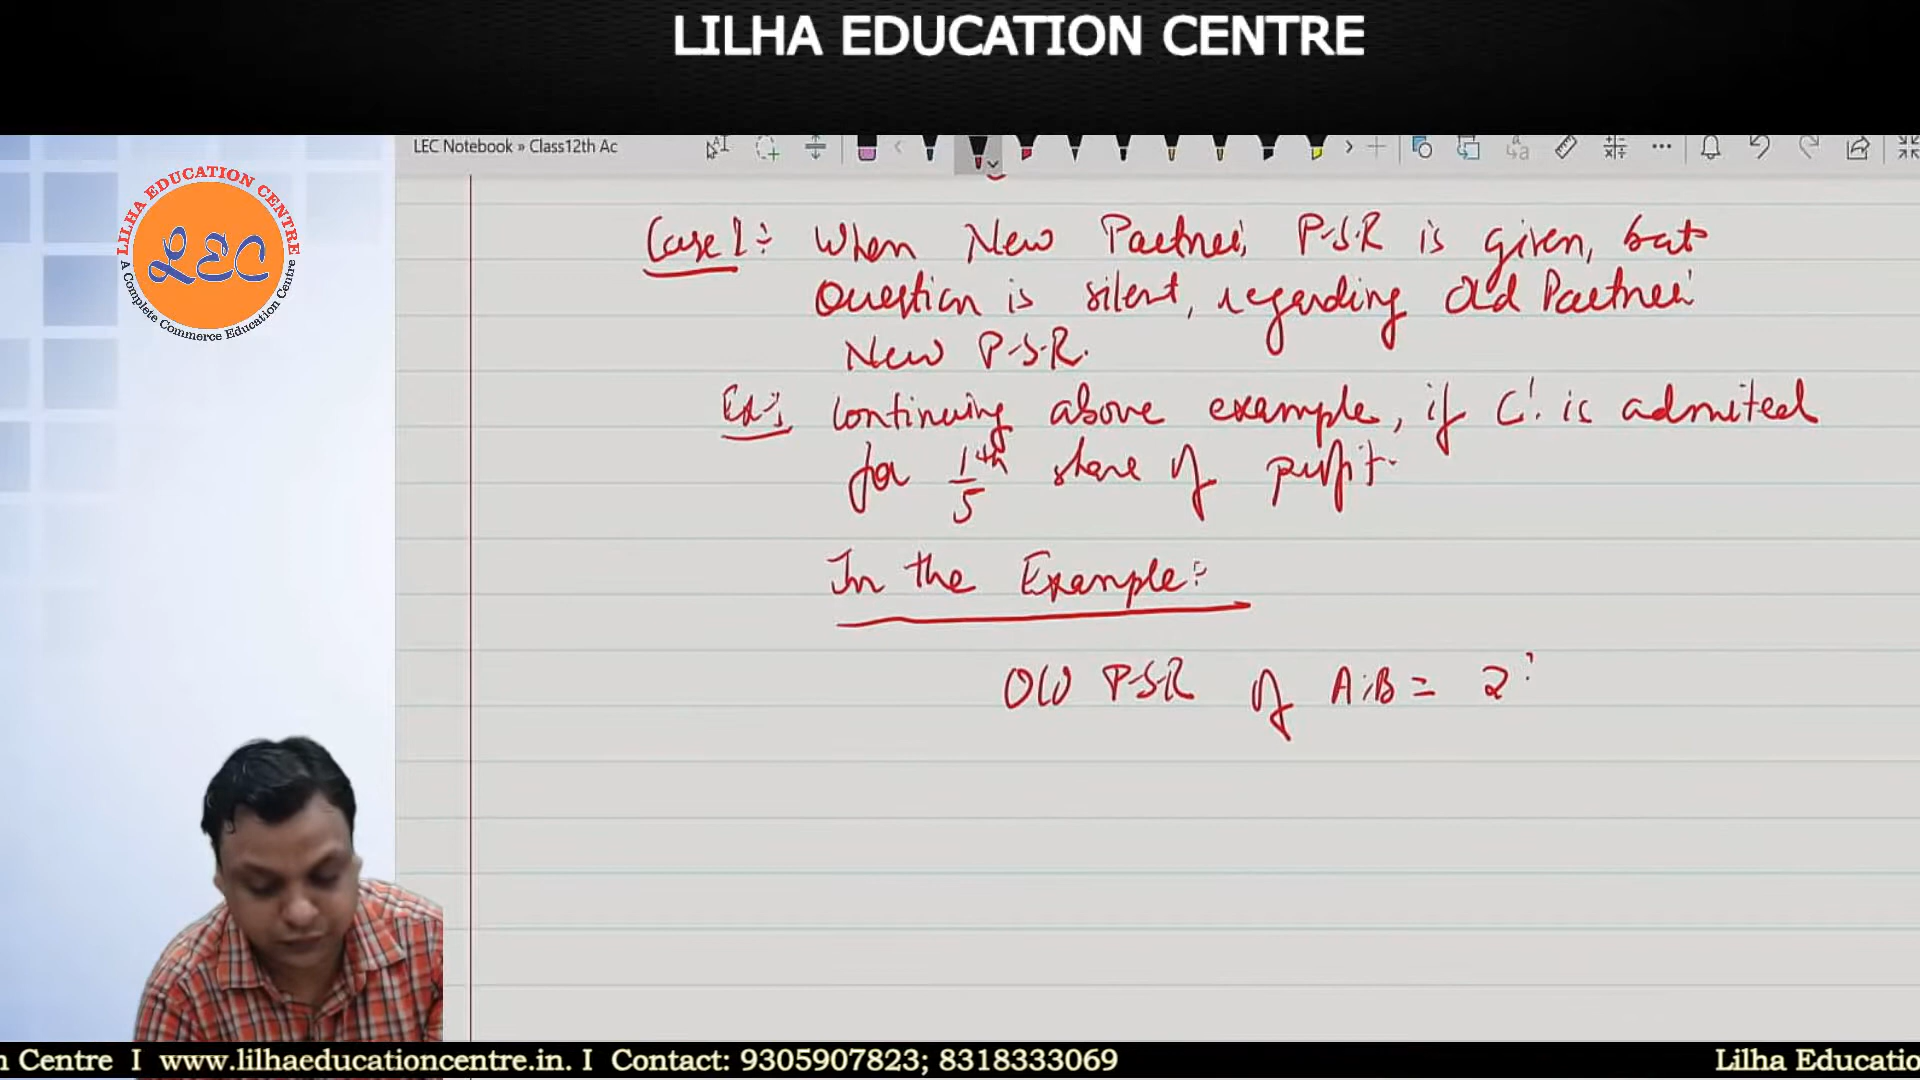 LILHA EDUCATION CENTRE
LEC Notebook » Class12th Ac
LILHA EDUCATION CENTRE
LEC
A Complete Commerce Education Centre
Case 1:- When New Partner's P.S.R is given, but
Question is silent, regarding Old Partner's
New P.S.R.
Ex:- Continuing above example, if 'C' is admited
for 1/5th share of profit.
In the Example:-
Old P.S.R of A:B = 2:
n Centre I www.lilhaeducationcentre.in. I Contact: 9305907823; 8318333069
Lilha Educatio